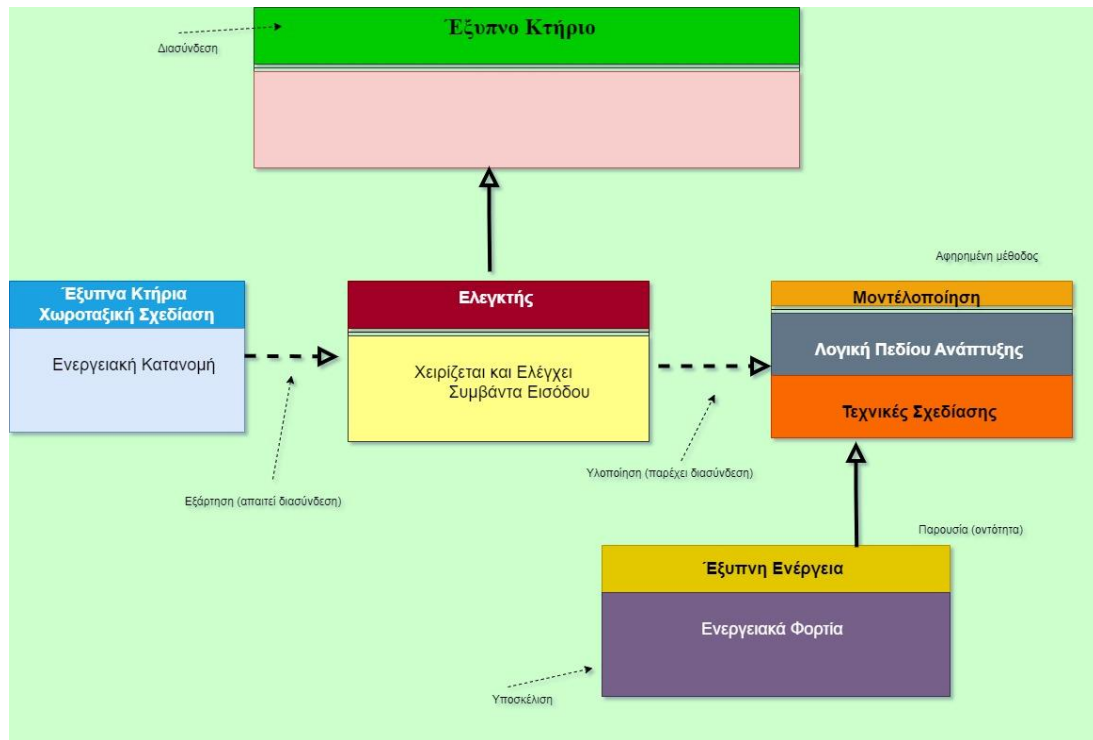 Έξυπνο Κτήριο
Διασύνδεση
Αφηρημένη μέθοδος
Έξυπνα Κτήρια
Χωροταξική Σχεδίαση
Ενεργειακή Κατανομή
Ελεγκτής
Χειρίζεται και Ελέγχει
Συμβάντα Εισόδου
Μοντέλοποίηση
Λογική Πεδίου Ανάπτυξης
Τεχνικές Σχεδίασης
Εξάρτηση (απαιτεί διασύνδεση)
Υλοποίηση (παρέχει διασύνδεση)
Παρουσία (οντότητα)
Έξυπνη Ενέργεια
Ενεργειακά Φορτία
Υποσκέλιση